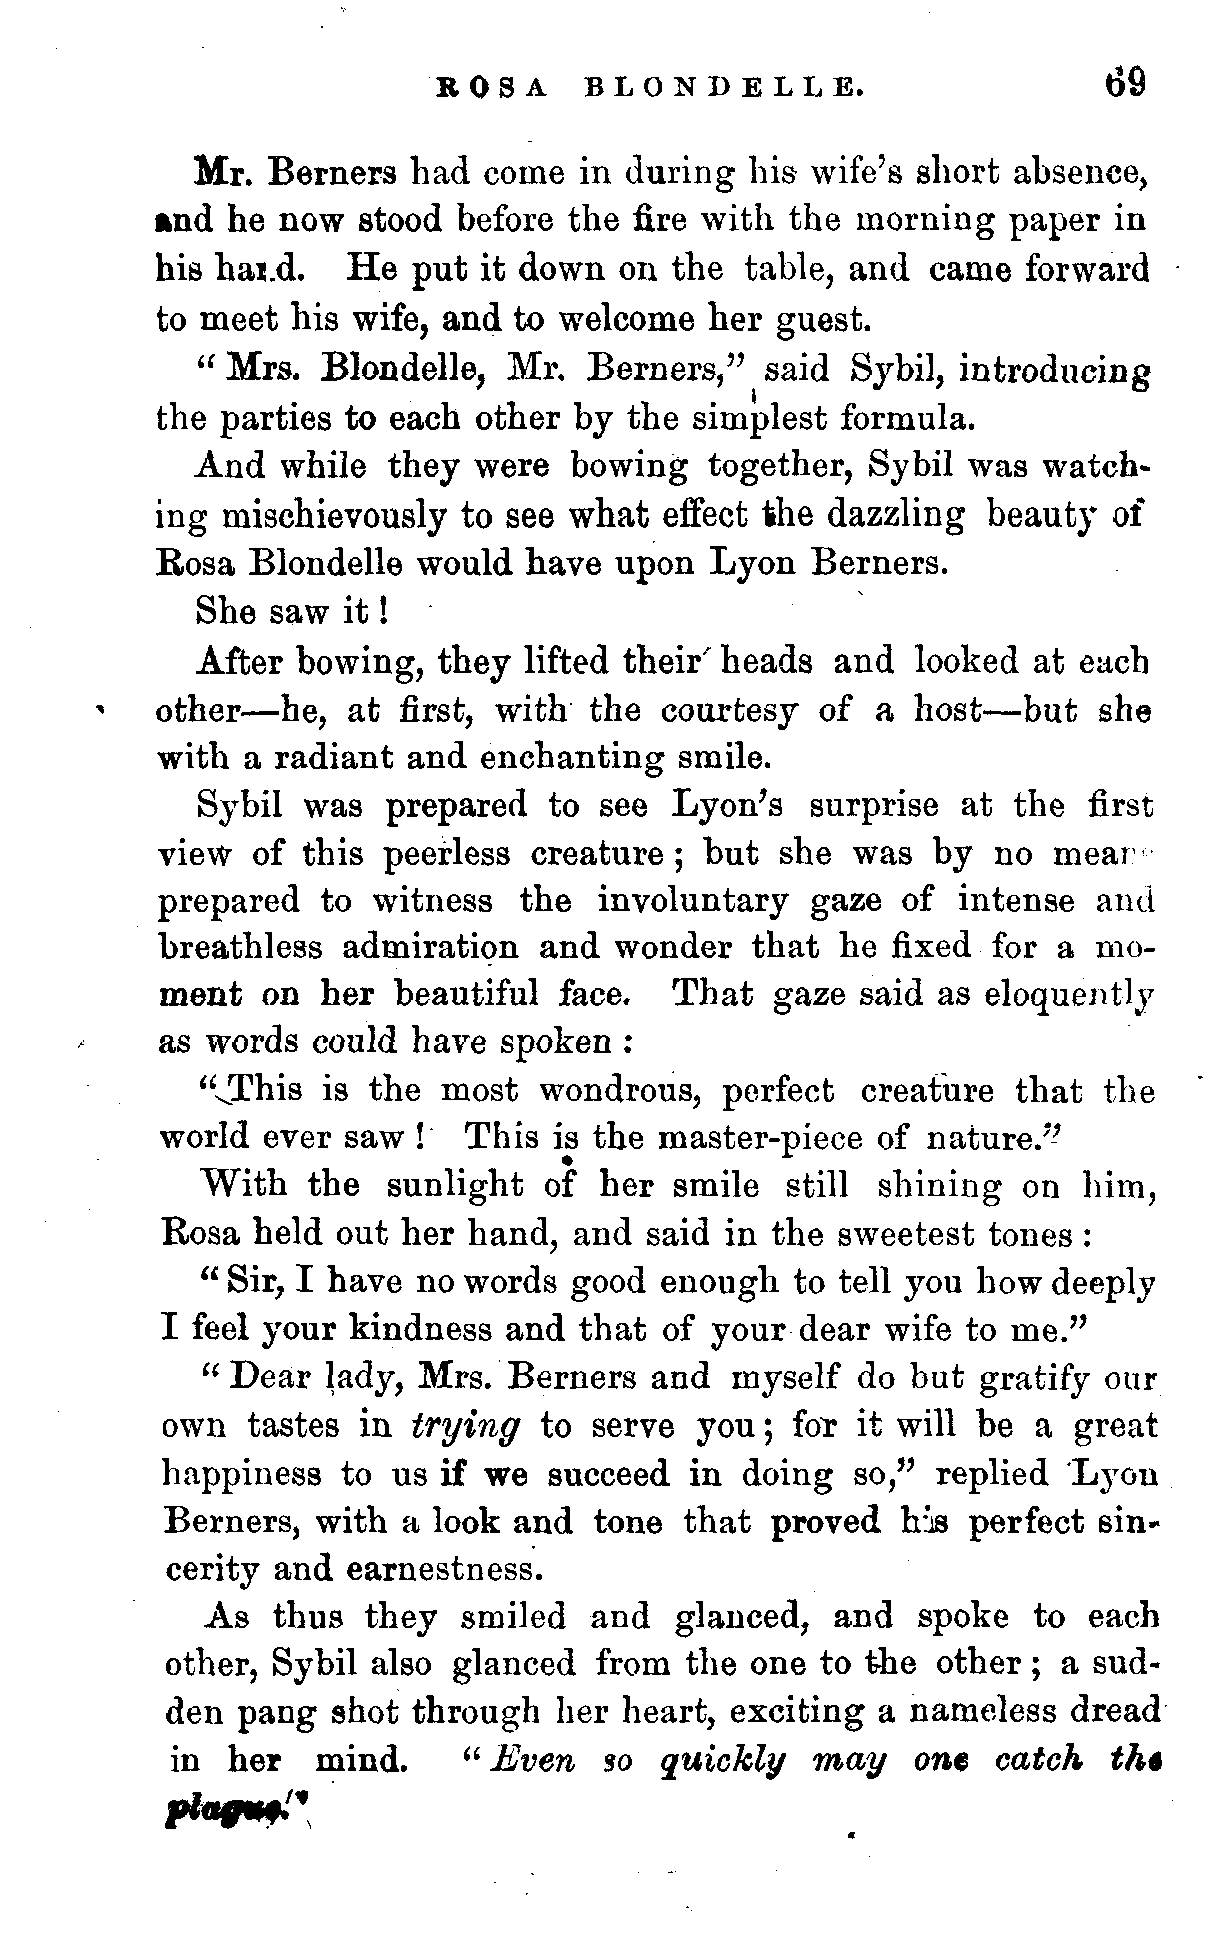 ROSA BLONDELLE. 69
Mr. Berners had come in during his wife's short absence,
and he now stood before the fire with the morning paper in
his hand. He put it down on the table, and came forward
to meet his wife, and to welcome her guest.
"Mrs. Blondelle, Mr. Berners," said Sybil, introducing
the parties to each other by the simplest formula.
And while they were bowing together, Sybil was watch-
ing mischievously to see what effect the dazzling beauty of
Rosa Blondelle would have upon Lyon Berners.
She saw it!
After bowing, they lifted their heads and looked at each
other—he, at first, with the courtesy of a host—but she
with a radiant and enchanting smile.
Sybil was prepared to see Lyon's surprise at the first
view of this peerless creature; but she was by no means
prepared to witness the involuntary gaze of intense and
breathless admiration and wonder that he fixed for a mo-
ment on her beautiful face. That gaze said as eloquently
as words could have spoken:
"This is the most wondrous, perfect creature that the
world ever saw! This is the master-piece of nature."
With the sunlight of her smile still shining on him,
Rosa held out her hand, and said in the sweetest tones:
"Sir, I have no words good enough to tell you how deeply
I feel your kindness and that of your dear wife to me."
"Dear lady, Mrs. Berners and myself do but gratify our
own tastes in trying to serve you; for it will be a great
happiness to us if we succeed in doing so," replied Lyon
Berners, with a look and tone that proved his perfect sin-
cerity and earnestness.
As thus they smiled and glanced, and spoke to each
other, Sybil also glanced from the one to the other; a sud-
den pang shot through her heart, exciting a nameless dread
in her mind. "Even so quickly may one catch the
plague!"